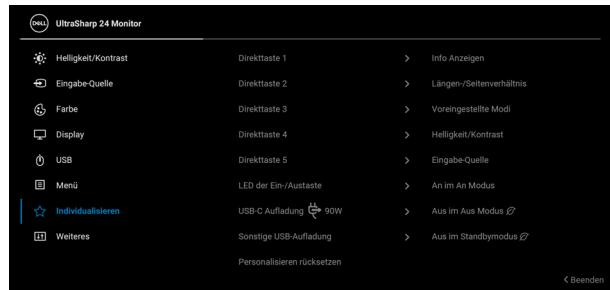 DELL UltraSharp 24 Monitor
Helligkeit/Kontrast Direkttaste 1 > Info Anzeigen
Eingabe-Quelle Direkttaste 2 > Längen-/Seitenverhältnis
Farbe Direkttaste 3 > Voreingestellte Modi
Display Direkttaste 4 > Helligkeit/Kontrast
USB Direkttaste 5 > Eingabe-Quelle
Menü LED der Ein-/Austaste > An im An Modus
Individualisieren USB-C Aufladung 90W > Aus im Aus Modus
Weiteres Sonstige USB-Aufladung > Aus im Standbymodus
Personalisieren rücksetzen
< Beenden